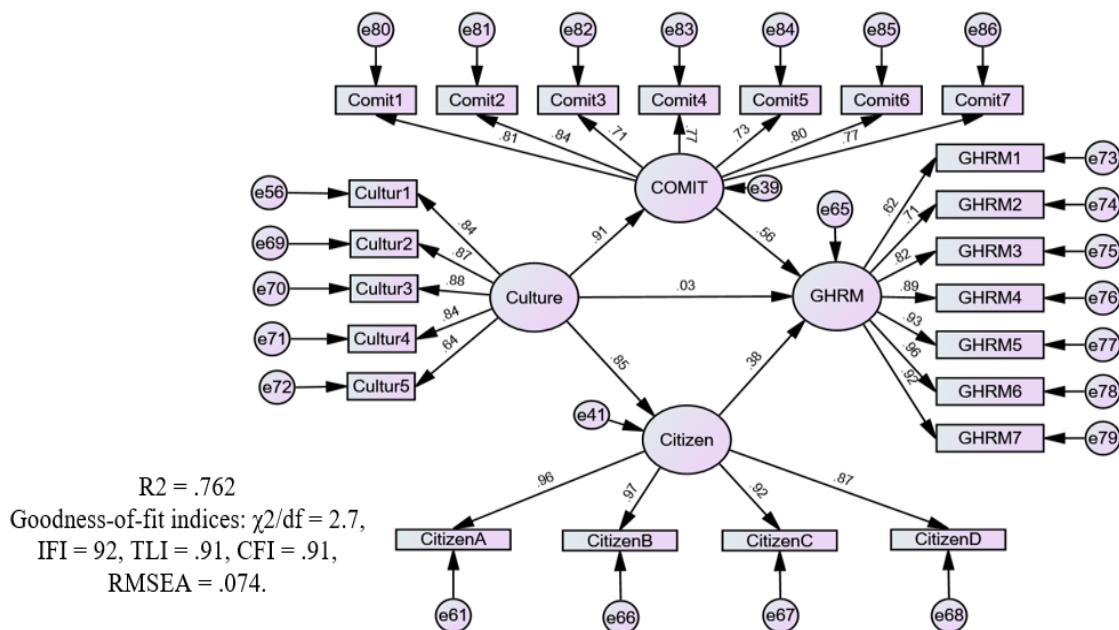 e80 e81 e82 e83 e84 e85 e86
Comit1 Comit2 Comit3 Comit4 Comit5 Comit6 Comit7
.81 .84 .71 .77 .73 .80 .77
COMIT e39
e56 Cultur1
e69 Cultur2
e70 Cultur3
e71 Cultur4
e72 Cultur5
.84
.87
.88
.84
.64
Culture
.91
.03
.85
.56
.38
e65
GHRM
.62
.71
.82
.89
.93
.96
.92
GHRM1 e73
GHRM2 e74
GHRM3 e75
GHRM4 e76
GHRM5 e77
GHRM6 e78
GHRM7 e79
e41
Citizen
.96 .97 .92 .87
CitizenA CitizenB CitizenC CitizenD
e61 e66 e67 e68
R2 = .762
Goodness-of-fit indices: χ2/df = 2.7,
IFI = 92, TLI = .91, CFI = .91,
RMSEA = .074.